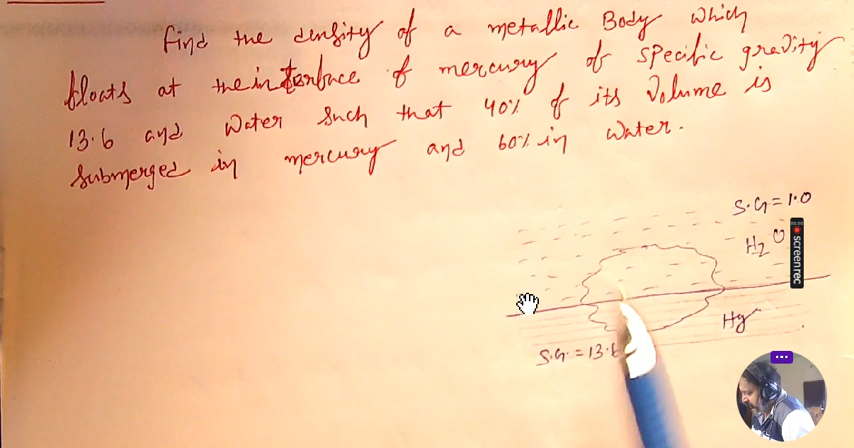 Find the density of a metallic Body which
floats at the interface of mercury of specific gravity
13.6 and water such that 40% of its volume is
submerged in mercury and 60% in water.
S.G = 1.0
H2O
screenrec
Hg
S.G. = 13.6